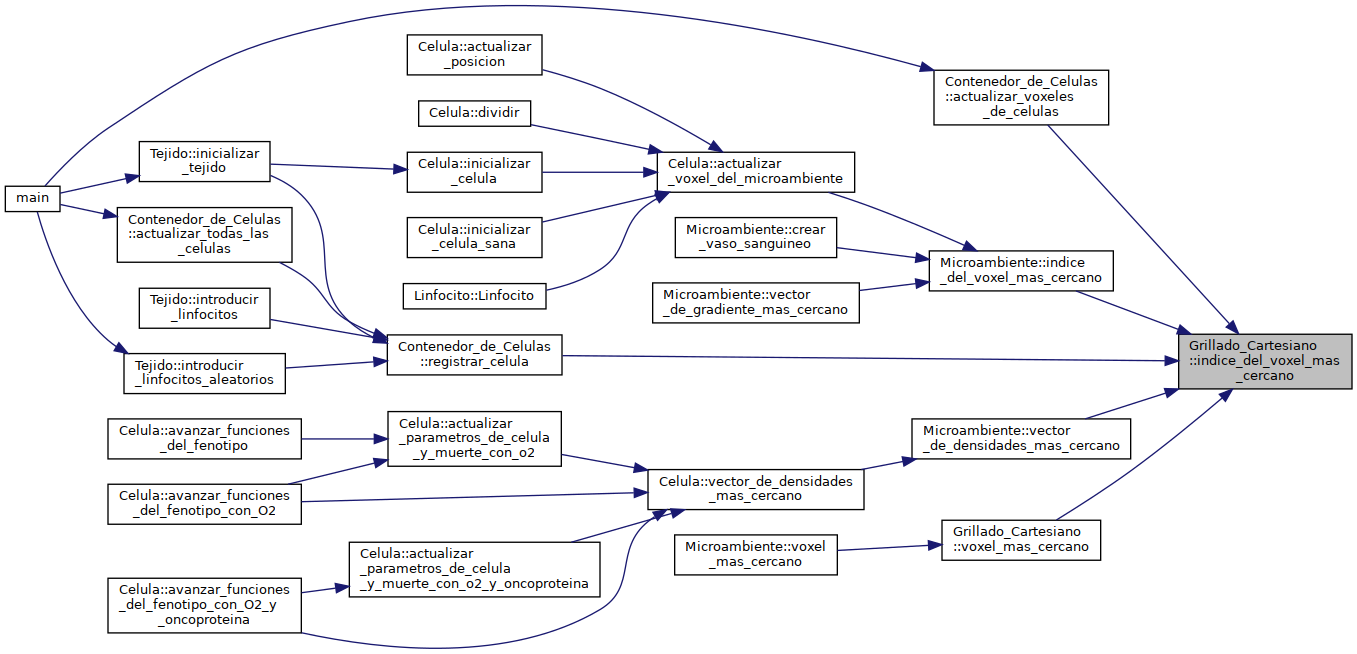 Celula::actualizar
_posicion
Contenedor_de_Celulas
::actualizar_voxeles
_de_celulas
Celula::dividir
Tejido::inicializar
_tejido
Celula::inicializar
_celula
Celula::actualizar
_voxel_del_microambiente
main
Contenedor_de_Celulas
::actualizar_todas_las
_celulas
Celula::inicializar
_celula_sana
Microambiente::crear
_vaso_sanguineo
Microambiente::indice
_del_voxel_mas_cercano
Tejido::introducir
_linfocitos
Linfocito::Linfocito
Microambiente::vector
_de_gradiente_mas_cercano
Tejido::introducir
_linfocitos_aleatorios
Contenedor_de_Celulas
::registrar_celula
Grillado_Cartesiano
::indice_del_voxel_mas
_cercano
Celula::avanzar_funciones
_del_fenotipo
Celula::actualizar
_parametros_de_celula
_y_muerte_con_o2
Microambiente::vector
_de_densidades_mas_cercano
Celula::avanzar_funciones
_del_fenotipo_con_O2
Celula::vector_de_densidades
_mas_cercano
Celula::actualizar
_parametros_de_celula
_y_muerte_con_o2_y_oncoproteina
Microambiente::voxel
_mas_cercano
Grillado_Cartesiano
::voxel_mas_cercano
Celula::avanzar_funciones
_del_fenotipo_con_O2_y
_oncoproteina